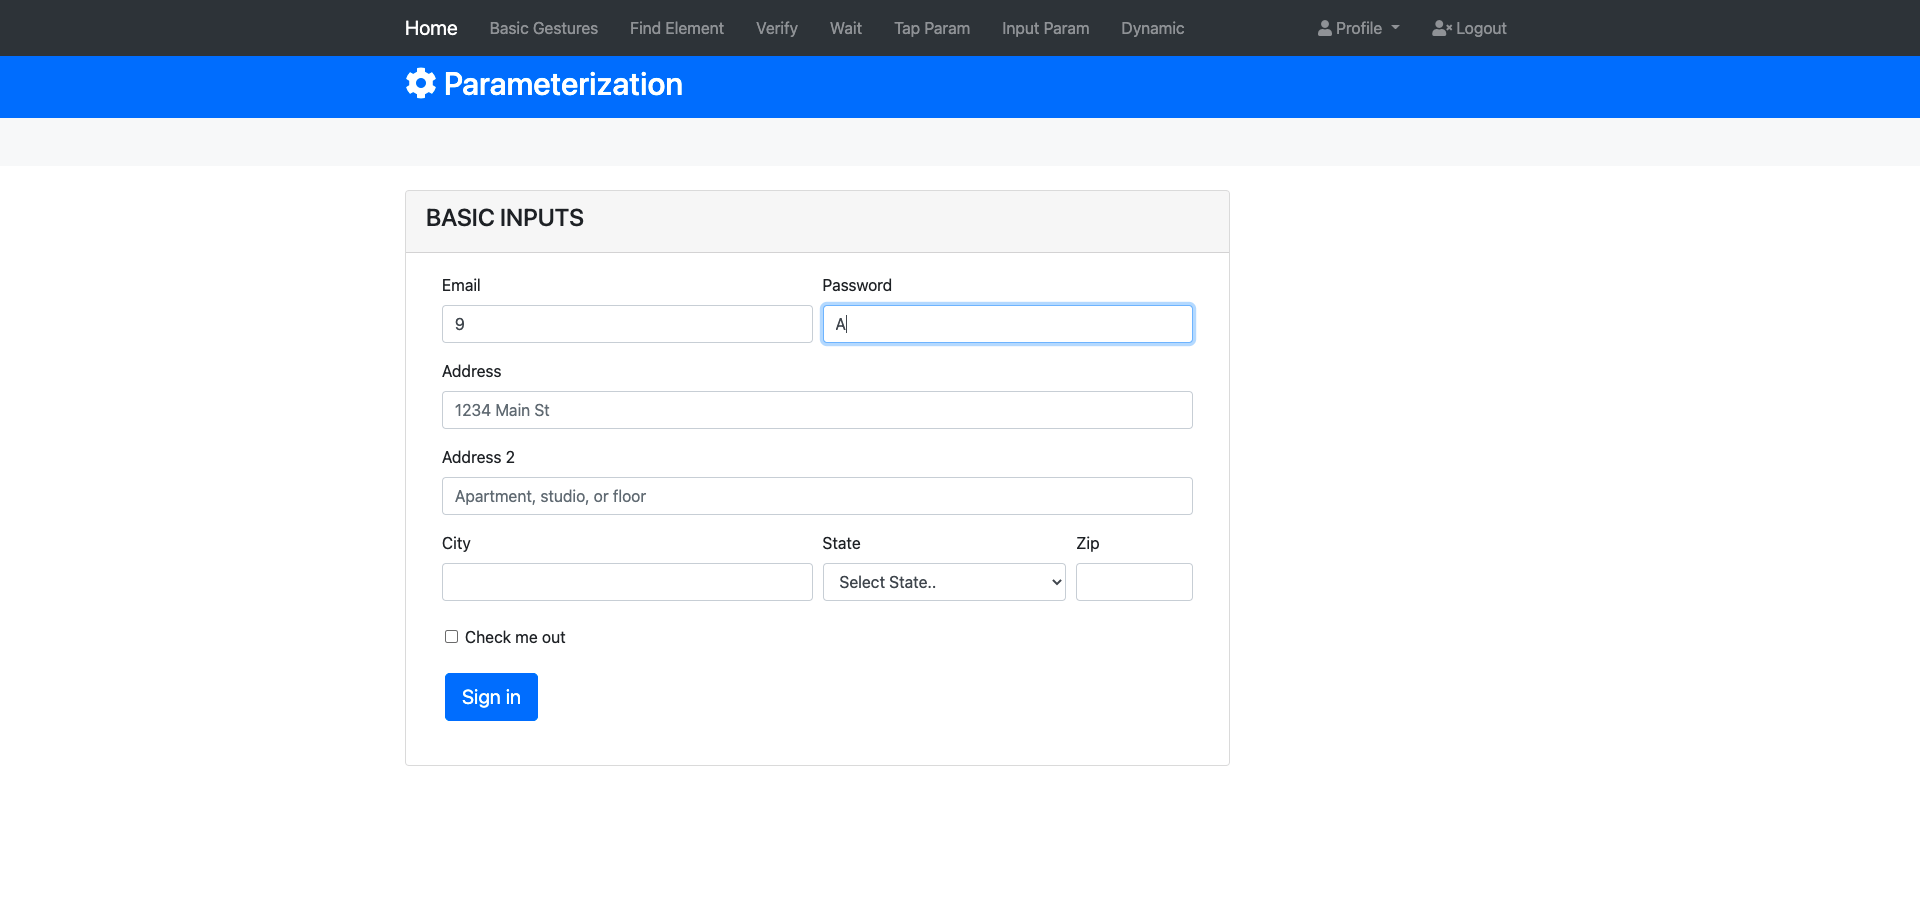 Home Basic Gestures Find Element Verify Wait Tap Param Input Param Dynamic Profile Logout
Parameterization
BASIC INPUTS
Email Password
9 A
Address
1234 Main St
Address 2
Apartment, studio, or floor
City State Zip
Select State..
Check me out
Sign in